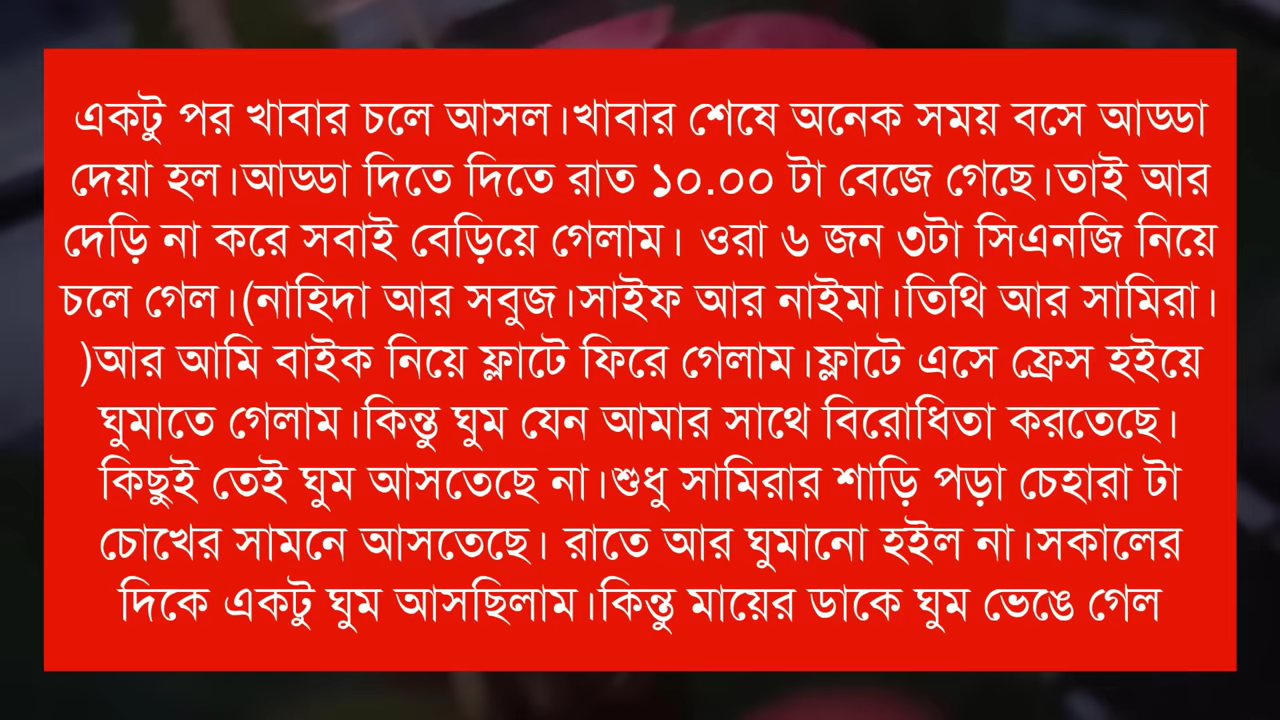 একটু পর খাবার চলে আসল।খাবার শেষে অনেক সময় বসে আড্ডা
দেয়া হল।আড্ডা দিতে দিতে রাত ১০.০০ টা বেজে গেছে।তাই আর
দেড়ি না করে সবাই বেড়িয়ে গেলাম। ওরা ৬ জন ৩টা সিএনজি নিয়ে
চলে গেল।(নাহিদা আর সবুজ।সাইফ আর নাইমা।তিথি আর সামিরা।
)আর আমি বাইক নিয়ে ফ্লাটে ফিরে গেলাম।ফ্লাটে এসে ফ্রেস হইয়ে
ঘুমাতে গেলাম।কিন্তু ঘুম যেন আমার সাথে বিরোধিতা করতেছে।
কিছুই তেই ঘুম আসতেছে না।শুধু সামিরার শাড়ি পড়া চেহারা টা
চোখের সামনে আসতেছে। রাতে আর ঘুমানো হইল না।সকালের
দিকে একটু ঘুম আসছিলাম।কিন্তু মায়ের ডাকে ঘুম ভেঙে গেল